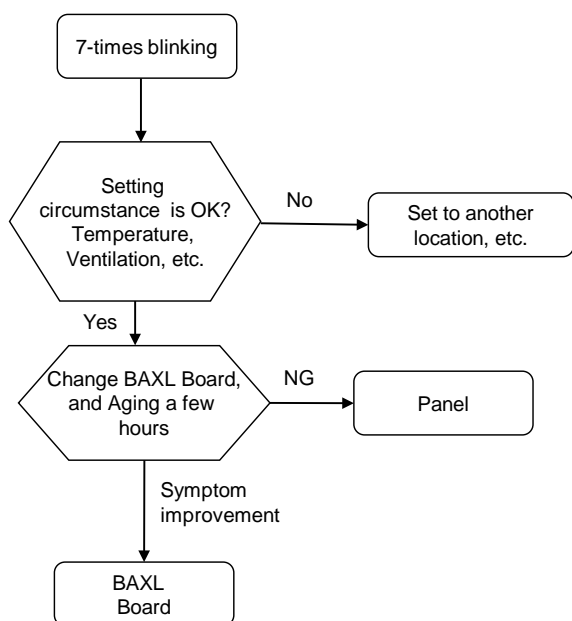 7-times blinking
Setting
circumstance is OK?
Temperature,
Ventilation, etc.
No
Set to another
location, etc.
Yes
Change BAXL Board,
and Aging a few
hours
NG
Panel
Symptom
improvement
BAXL
Board